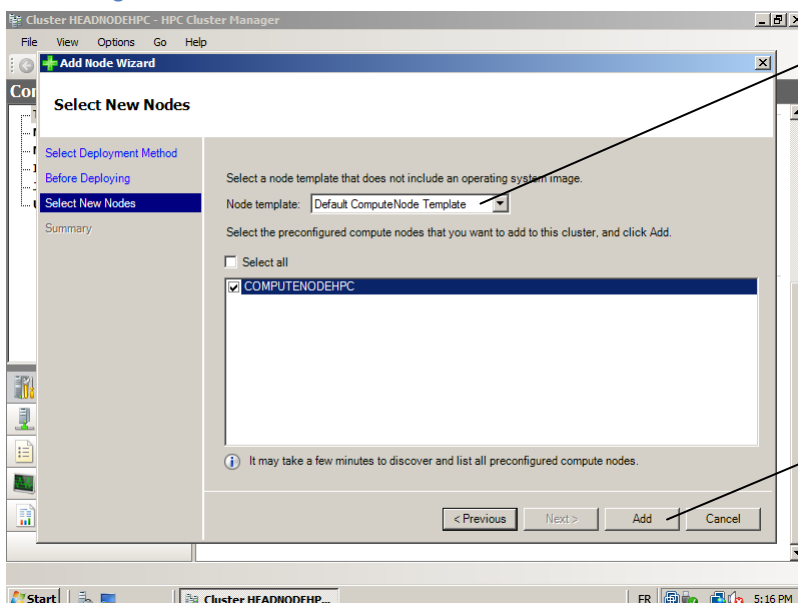 Cluster HEADNODEHPC - HPC Cluster Manager
File View Options Go Help
Add Node Wizard
Select New Nodes
Select Deployment Method
Before Deploying
Select New Nodes
Summary
Select a node template that does not include an operating system image.
Node template: Default ComputeNode Template
Select the preconfigured compute nodes that you want to add to this cluster, and click Add.
Select all
COMPUTENODEHPC
It may take a few minutes to discover and list all preconfigured compute nodes.
< Previous Next > Add Cancel
Start Cluster HEADNODEHP... FR 5:16 PM